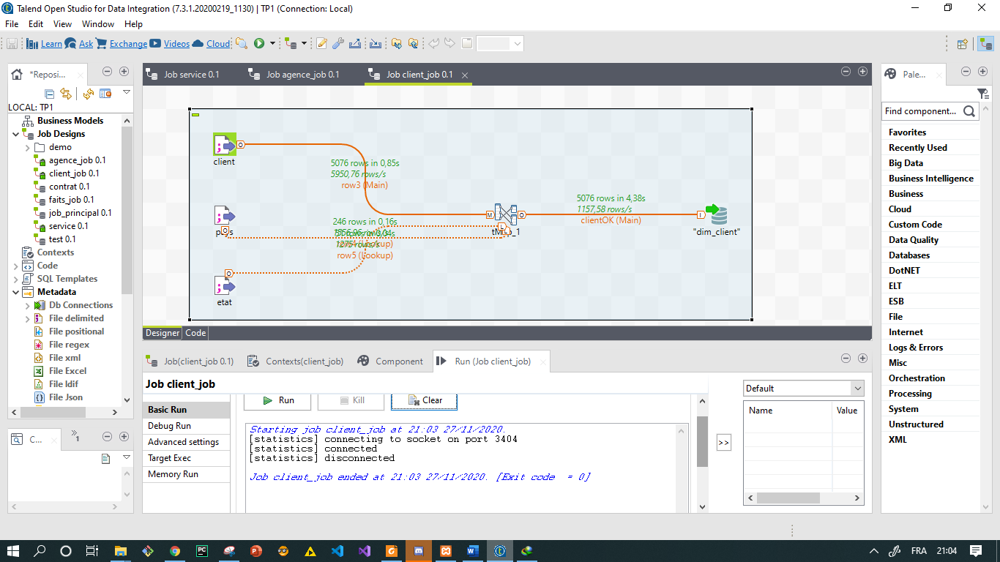 Talend Open Studio for Data Integration (7.3.1.20200219_1130) | TP1 (Connection: Local)
File Edit View Window Help
Learn Ask Exchange Videos Cloud
*Reposi...
LOCAL: TP1
Business Models
Job Designs
demo
agence_job 0.1
client_job 0.1
contrat 0.1
faits_job 0.1
job_principal 0.1
service 0.1
test 0.1
Contexts
Code
SQL Templates
Metadata
Db Connections
File delimited
File positional
File regex
File xml
File Excel
File ldif
File Json
C...
1
Job service 0.1
Job agence_job 0.1
Job client_job 0.1
client
O
5076 rows in 0,85s
5950,76 rows/s
row3 (Main)
O
246 rows in 0,16s
(Lookup)
row5 (Lookup)
O
etat
M
O
5076 rows in 4,38s
1157,58 rows/s
clientOK (Main)
I
"dim_client"
Designer Code
Job(client_job 0.1)
Contexts(client_job)
Component
Run (Job client_job)
Job client_job
Basic Run
Debug Run
Advanced settings
Target Exec
Memory Run
Run
Kill
Clear
Starting job client_job at 21:03 27/11/2020.
[statistics] connecting to socket on port 3404
[statistics] connected
[statistics] disconnected
Job client_job ended at 21:03 27/11/2020. [Exit code  = 0]
>>
Default
Name Value
Pale...
Find component...
Favorites
Recently Used
Big Data
Business Intelligence
Business
Cloud
Custom Code
Data Quality
Databases
DotNET
ELT
ESB
File
Internet
Logs & Errors
Misc
Orchestration
Processing
System
Unstructured
XML
FRA 21:04